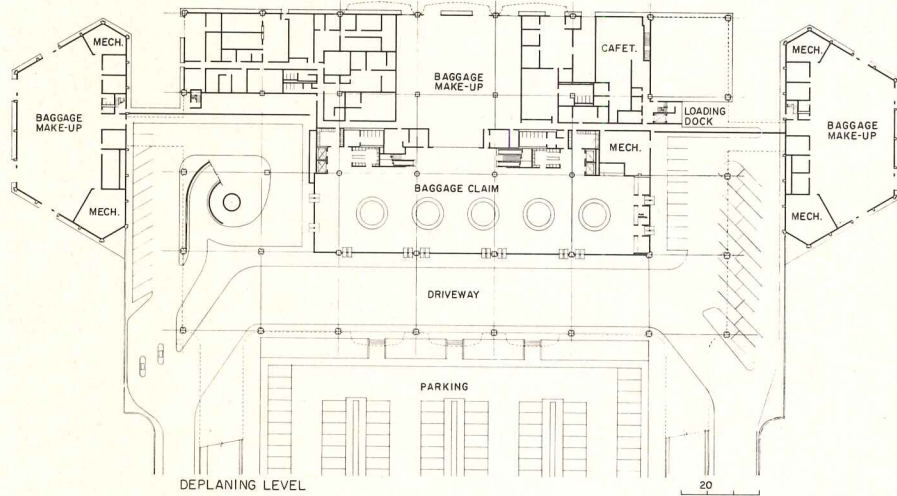 MECH.
BAGGAGE
MAKE-UP
MECH.
BAGGAGE
MAKE-UP
CAFET.
LOADING
DOCK
MECH.
BAGGAGE CLAIM
MECH.
BAGGAGE
MAKE-UP
MECH.
DRIVEWAY
PARKING
DEPLANING LEVEL
20